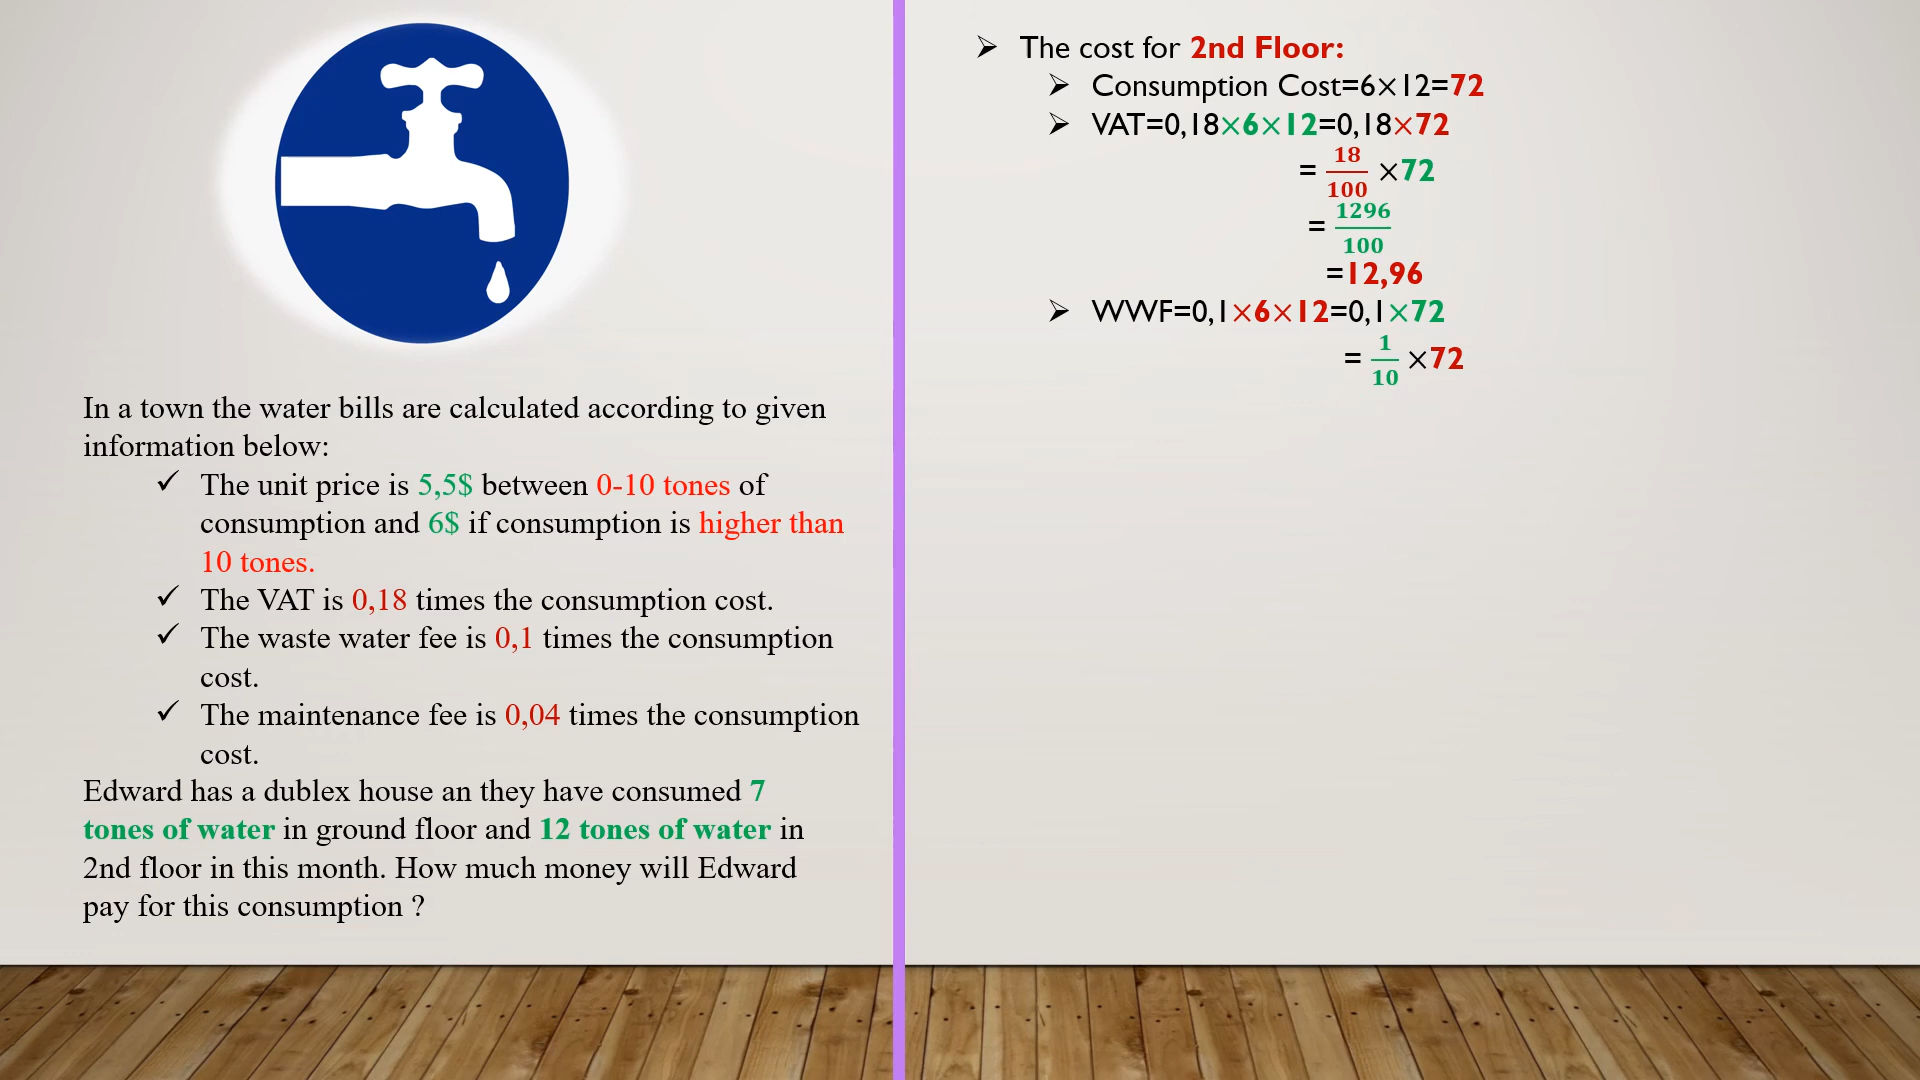 In a town the water bills are calculated according to given
information below:
✓ The unit price is 5,5$ between 0-10 tones of
consumption and 6$ if consumption is higher than
10 tones.
✓ The VAT is 0,18 times the consumption cost.
✓ The waste water fee is 0,1 times the consumption
cost.
✓ The maintenance fee is 0,04 times the consumption
cost.
Edward has a dublex house an they have consumed 7
tones of water in ground floor and 12 tones of water in
2nd floor in this month. How much money will Edward
pay for this consumption ?
➢ The cost for 2nd Floor:
➢ Consumption Cost=6×12=72
➢ VAT=0,18×6×12=0,18×72
= 18/100 ×72
= 1296/100
=12,96
➢ WWF=0,1×6×12=0,1×72
= 1/10 ×72